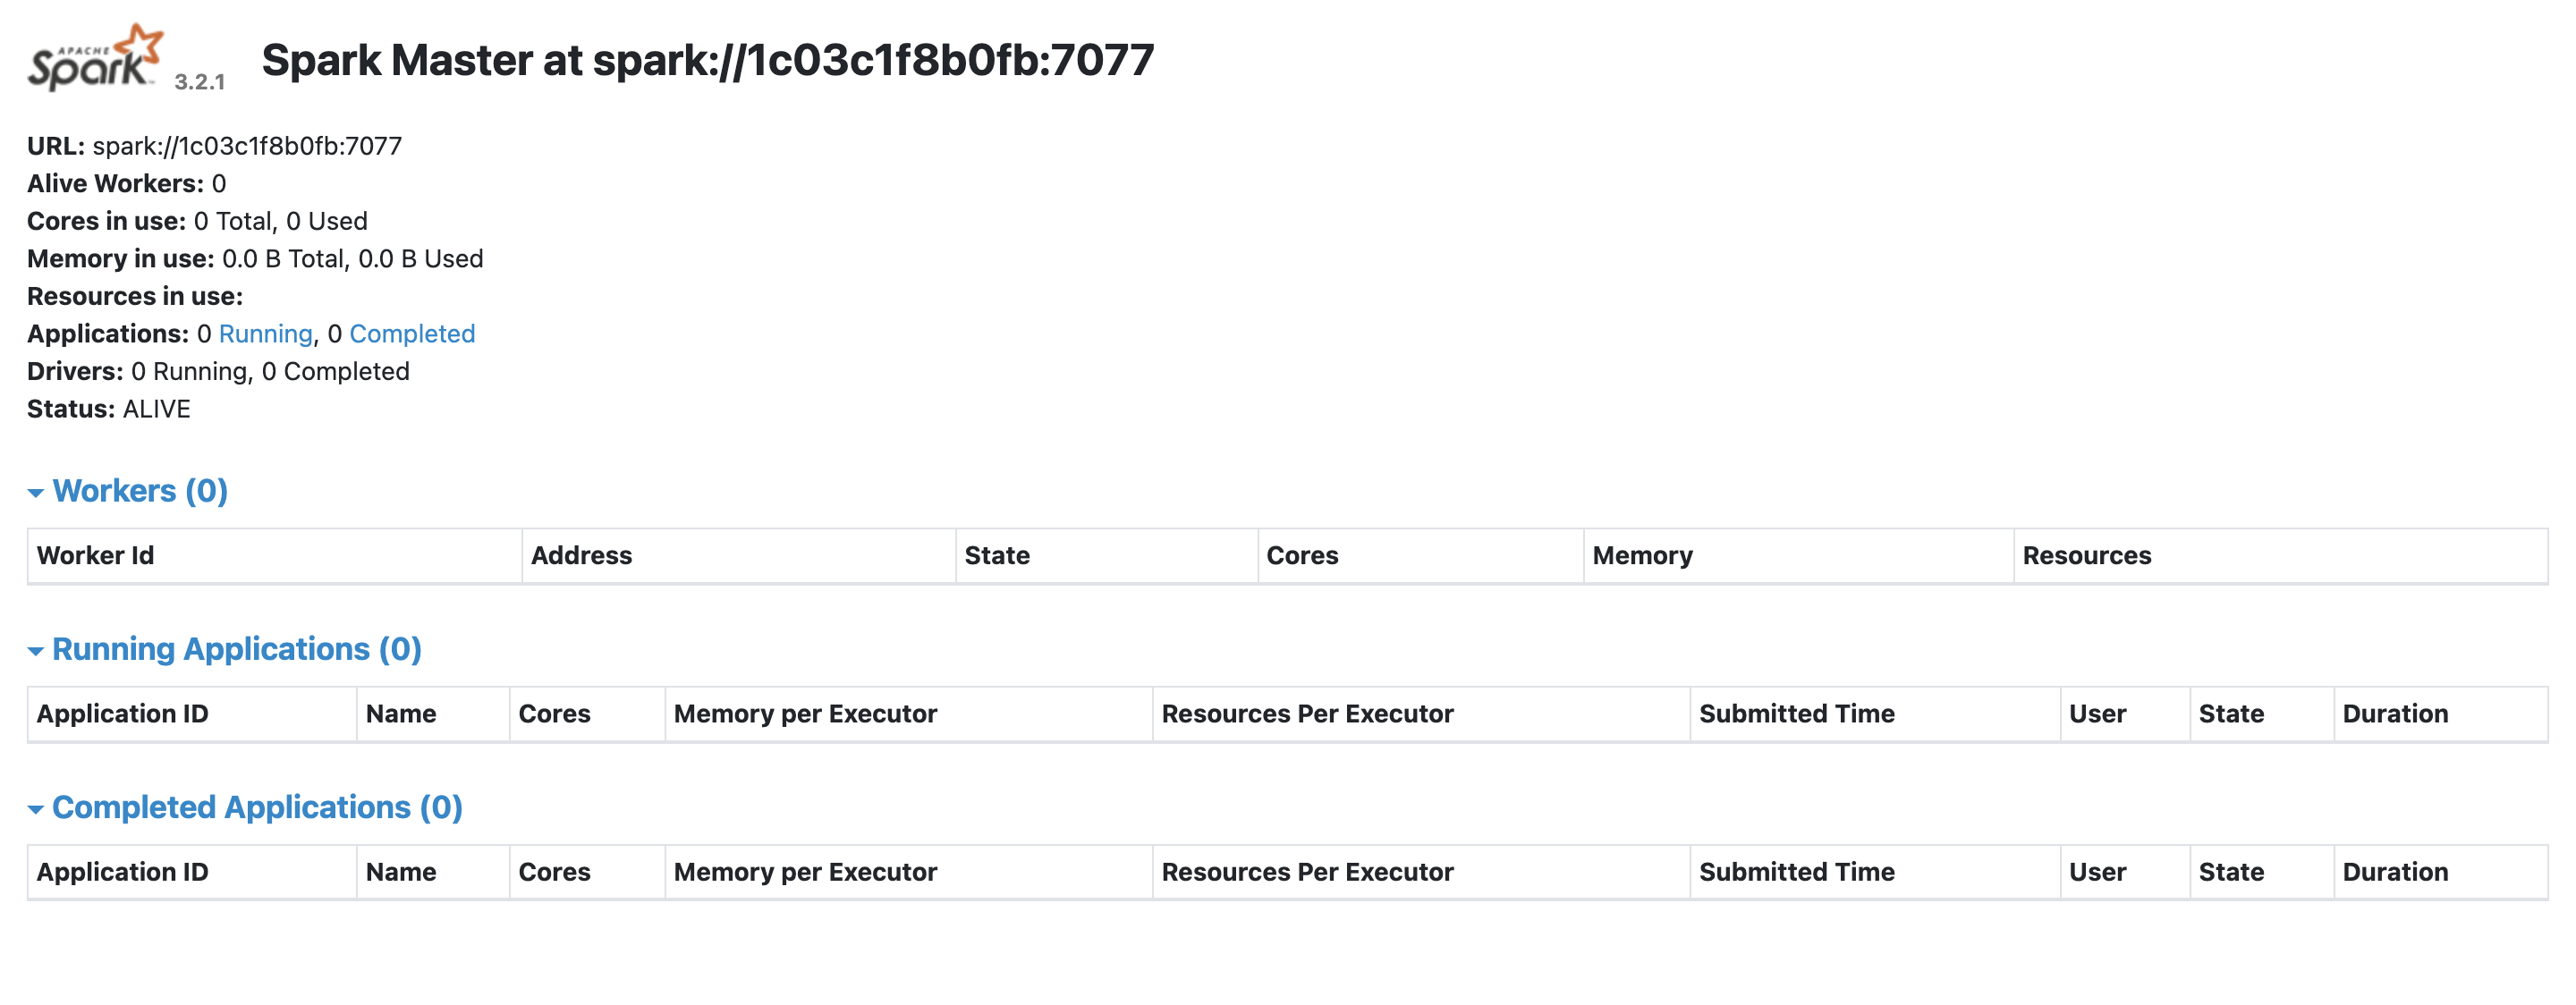 APACHE
Spark™ 3.2.1 Spark Master at spark://1c03c1f8b0fb:7077
URL: spark://1c03c1f8b0fb:7077
Alive Workers: 0
Cores in use: 0 Total, 0 Used
Memory in use: 0.0 B Total, 0.0 B Used
Resources in use:
Applications: 0 Running, 0 Completed
Drivers: 0 Running, 0 Completed
Status: ALIVE
Workers (0)
Worker Id Address State Cores Memory Resources
Running Applications (0)
Application ID Name Cores Memory per Executor Resources Per Executor Submitted Time User State Duration
Completed Applications (0)
Application ID Name Cores Memory per Executor Resources Per Executor Submitted Time User State Duration